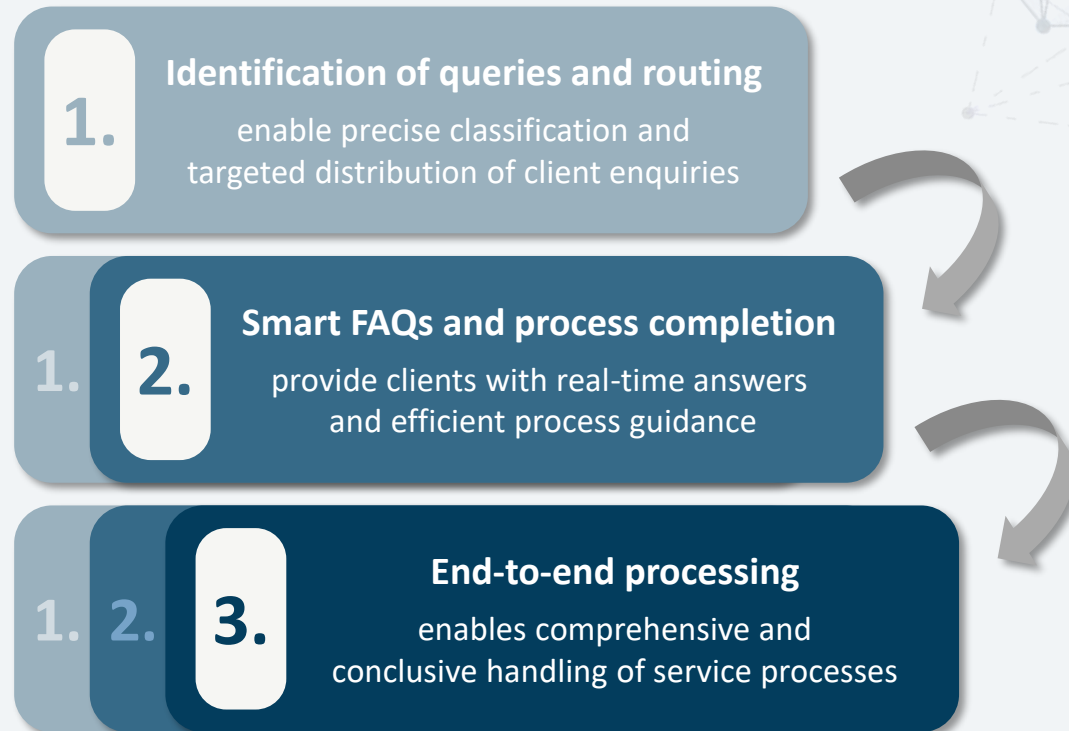 1.
Identification of queries and routing
enable precise classification and
targeted distribution of client enquiries
1.
2.
Smart FAQs and process completion
provide clients with real-time answers
and efficient process guidance
1.
2.
3.
End-to-end processing
enables comprehensive and
conclusive handling of service processes